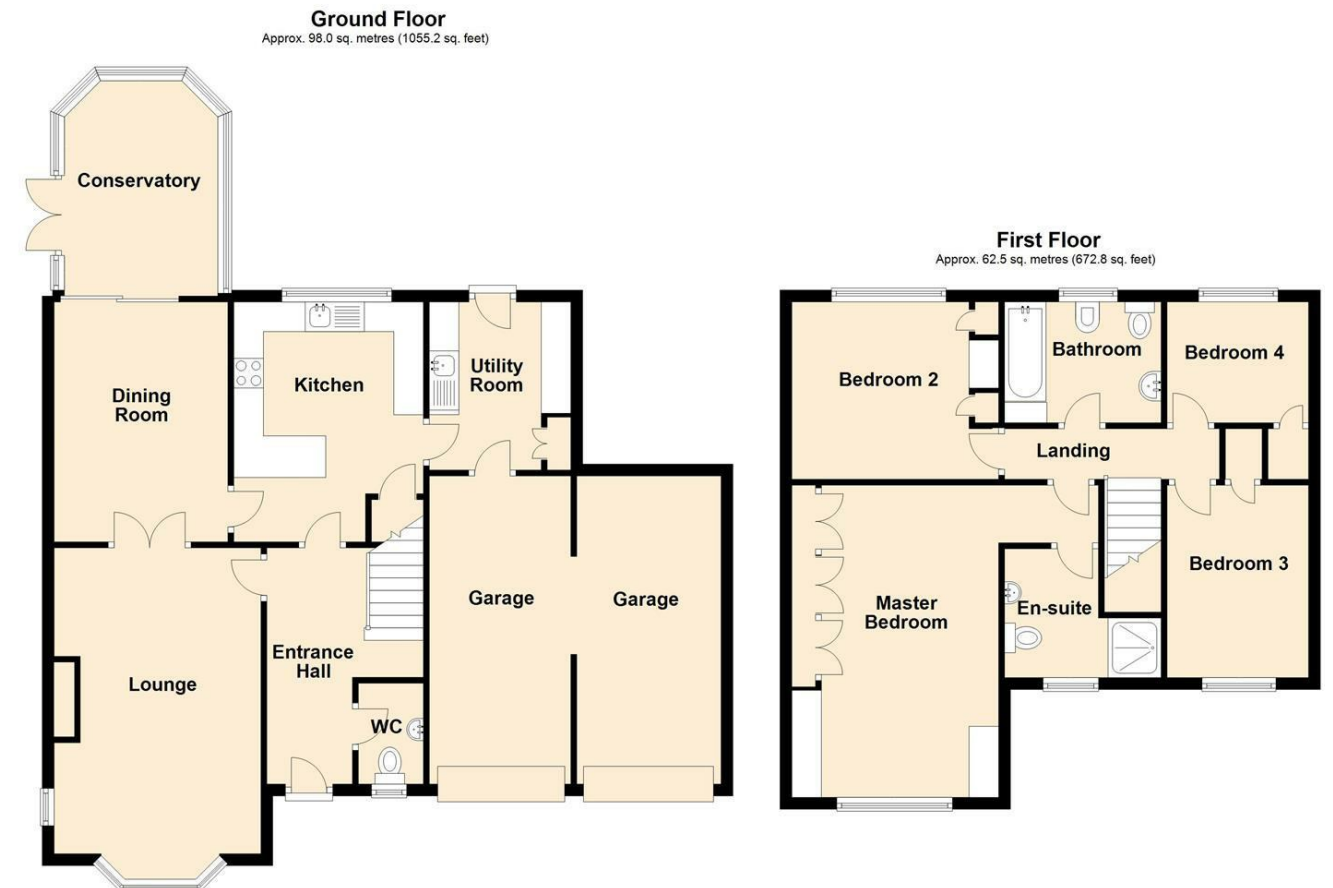 Ground Floor
Approx. 98.0 sq. metres (1055.2 sq. feet)
Conservatory
Dining
Room
Kitchen
Utility
Room
Lounge
Entrance
Hall
WC
Garage
Garage
First Floor
Approx. 62.5 sq. metres (672.8 sq. feet)
Bedroom 2
Bathroom
Bedroom 4
Landing
Master
Bedroom
En-suite
Bedroom 3